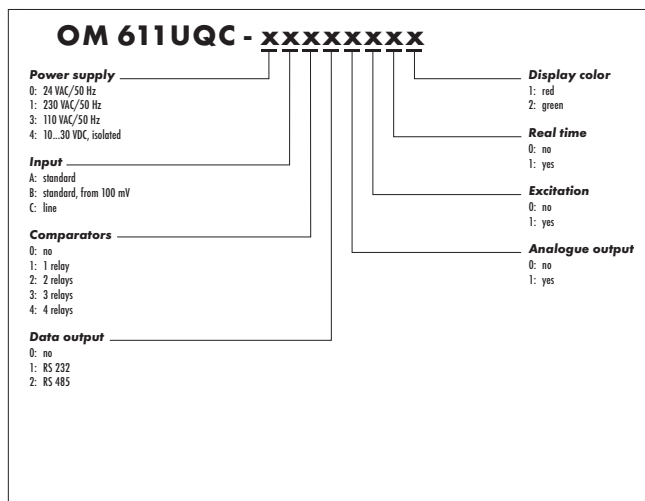 OM 611UQC - xxxxxxxx
Power supply
0: 24 VAC/50 Hz
1: 230 VAC/50 Hz
3: 110 VAC/50 Hz
4: 10...30 VDC, isolated
Input
A: standard
B: standard, from 100 mV
C: line
Comparators
0: no
1: 1 relay
2: 2 relays
3: 3 relays
4: 4 relays
Data output
0: no
1: RS 232
2: RS 485
Display color
1: red
2: green
Real time
0: no
1: yes
Excitation
0: no
1: yes
Analogue output
0: no
1: yes